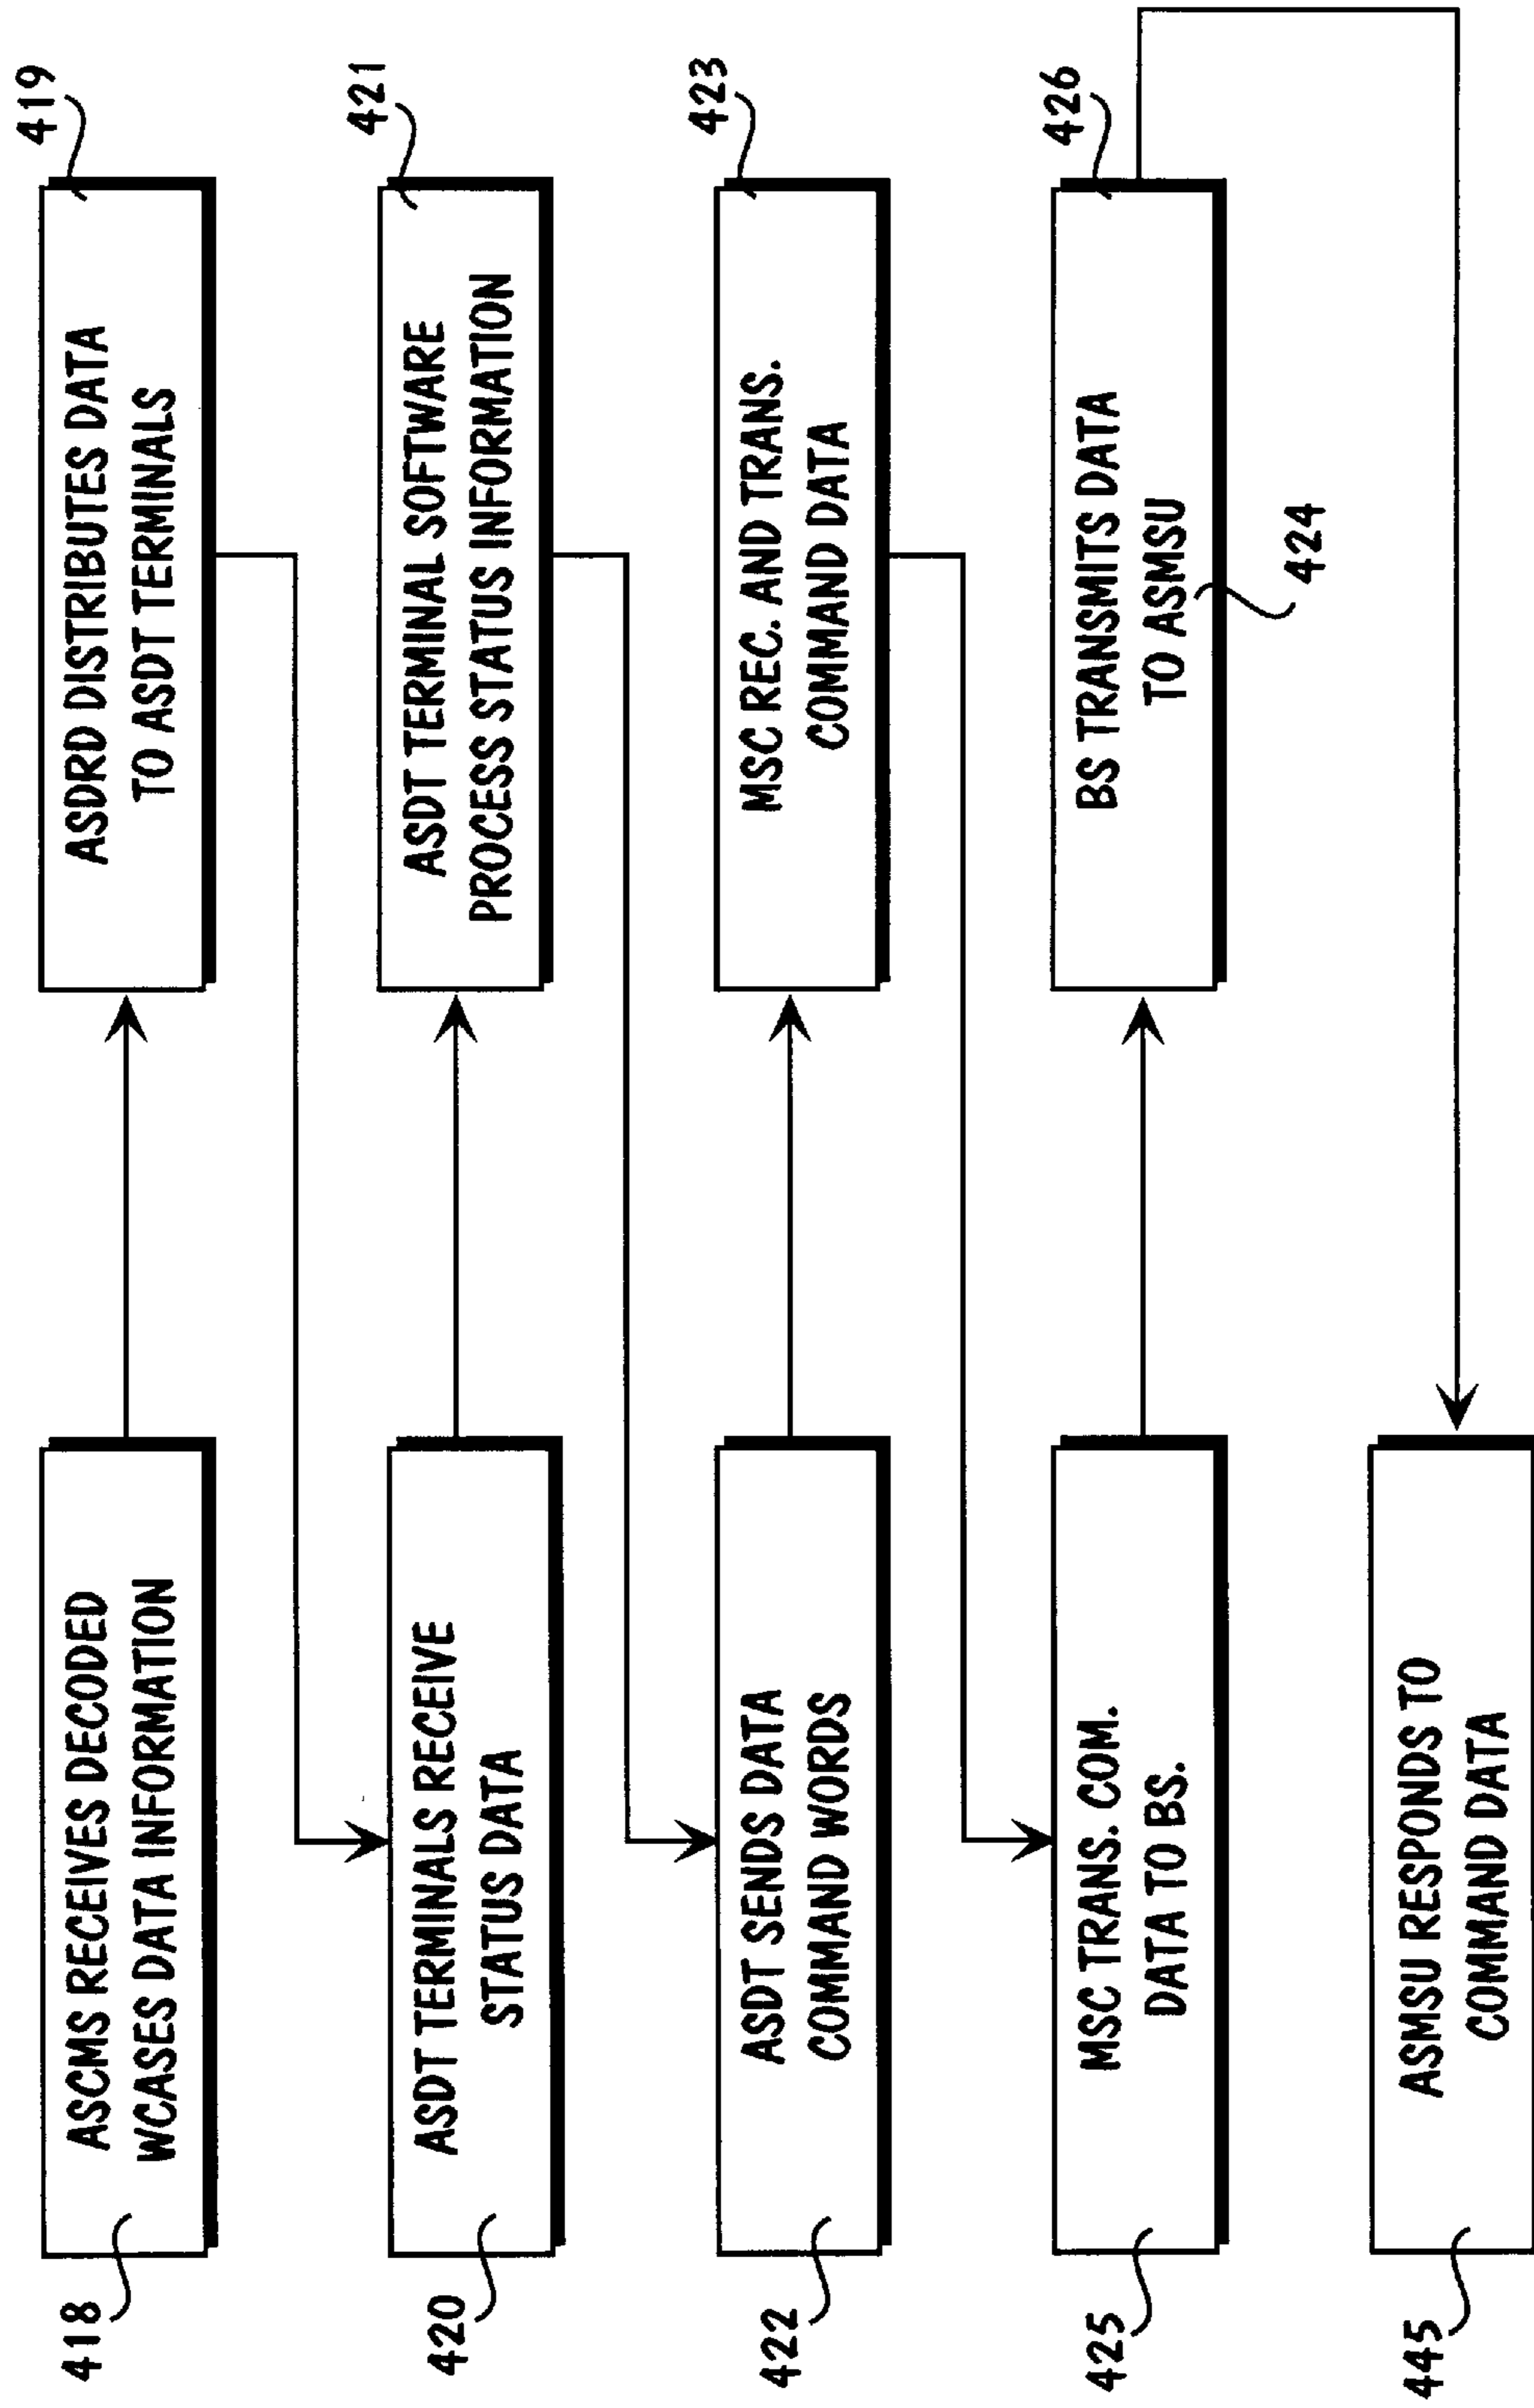 418
ASCMS RECEIVES DECODED
WCASES DATA INFORMATION
419
ASDRD DISTRIBUTES DATA
TO ASDT TERMINALS
420
ASDT TERMINALS RECEIVE
STATUS DATA
421
ASDT TERMINAL SOFTWARE
PROCESS STATUS INFORMATION
422
ASDT SENDS DATA
COMMAND WORDS
423
MSC REC. AND TRANS.
COMMAND DATA
425
MSC TRANS. COM.
DATA TO BS.
426
BS TRANSMITS DATA
TO ASMSU
424
445
ASMSU RESPONDS TO
COMMAND DATA